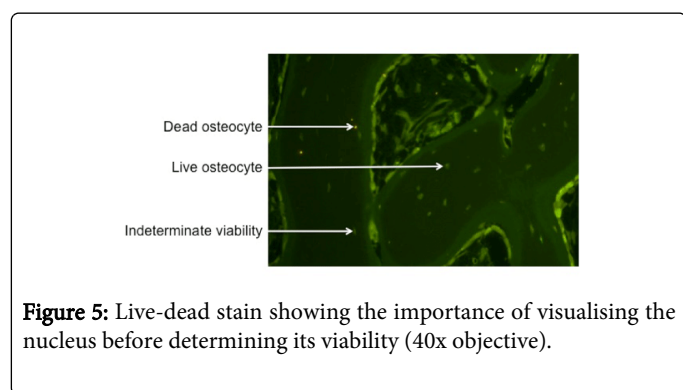 Dead osteocyte
Live osteocyte
Indeterminate viability
Figure 5: Live-dead stain showing the importance of visualising the
nucleus before determining its viability (40x objective).